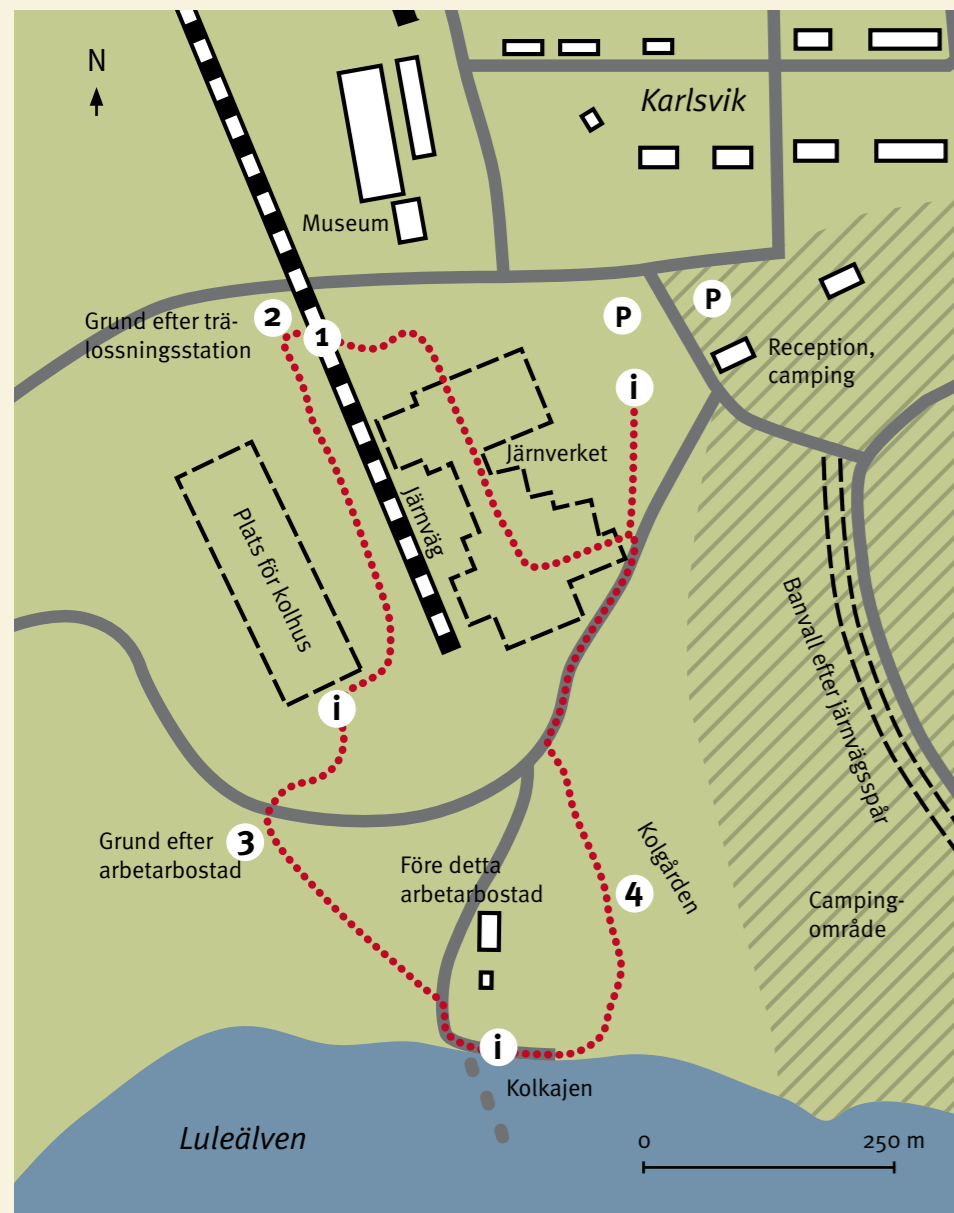 N
Karlsvik
Museum
P
P
2
Grund efter trä-
lossningsstation
1
Reception,
camping
i
Järnverket
Järnväg
Plats för kolhus
Banvall efter järnvägsspår
i
3
Grund efter
arbetarbostad
Före detta
arbetarbostad
Kolgården
4
Camping-
område
i
Kolkajen
Luleälven
0 250 m